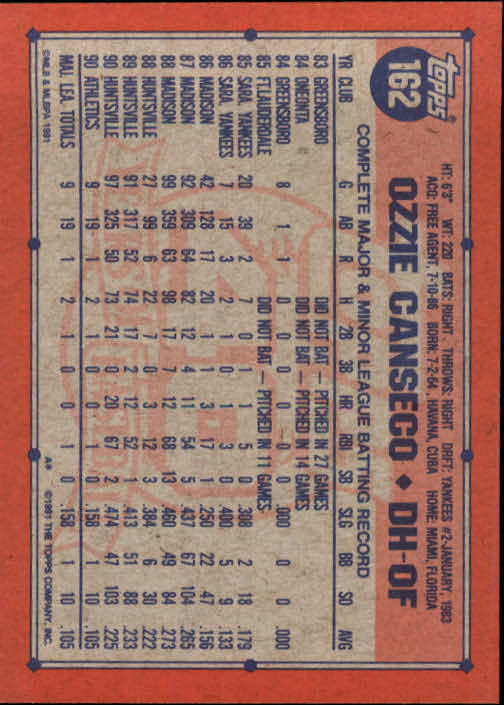 topps
162
HT: 6'3" WT: 220 BATS: RIGHT THROWS: RIGHT DRFT: YANKEES #2-JANUARY, 1983
ACQ: FREE AGENT, 7-10-86 BORN: 7-2-64, HAVANA, CUBA HOME: MIAMI, FLORIDA
OZZIE CANSECO ♦ DH-OF
COMPLETE MAJOR & MINOR LEAGUE BATTING RECORD
YR CLUB G AB R H 2B 3B HR RBI SB SLG BB SO AVG
83 GREENSBORO DID NOT BAT — PITCHED IN 27 GAMES
84 ONEONTA DID NOT BAT — PITCHED IN 14 GAMES
84 GREENSBORO 8 1 1 0 0 0 0 0 0 .000 0 0 .000
85 FT.LAUDERDALE DID NOT BAT — PITCHED IN 11 GAMES
85 SARA. YANKEES 20 39 2 7 0 1 1 5 0 .308 2 18 .179
86 SARA. YANKEES 7 15 3 2 1 0 1 3 0 .400 5 9 .133
86 MADISON 42 128 17 20 1 1 3 17 1 .250 22 47 .156
87 MADISON 92 309 64 82 12 4 11 54 5 .437 67 104 .265
88 MADISON 99 359 63 98 17 7 12 68 13 .460 49 84 .273
88 HUNTSVILLE 27 99 6 22 7 0 3 12 3 .384 6 30 .222
89 HUNTSVILLE 91 317 52 74 17 2 12 52 1 .413 51 88 .233
90 HUNTSVILLE 97 325 50 73 21 0 20 67 2 .474 47 103 .225
90 ATHLETICS 9 19 1 2 1 0 0 1 0 .158 1 10 .105
MAJ. LEA. TOTALS 9 19 1 2 1 0 0 1 0 .158 1 10 .105
©MLB & MLBPA 1991 A* ©1991 THE TOPPS COMPANY, INC.